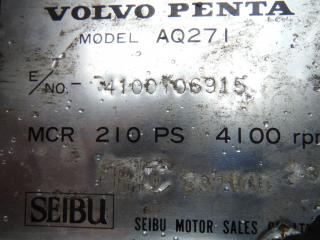 VOLVO PENTA
MODEL AQ271
E/NO.- 4100106915
MCR 210 PS 4100 rpm
SEIBU
SEIBU MOTOR SALES